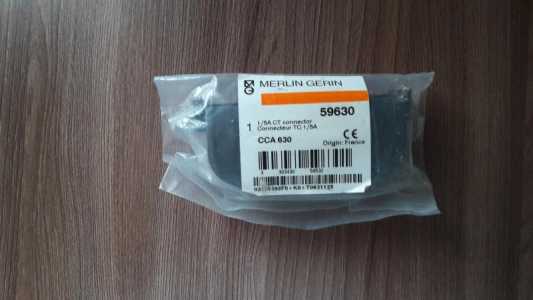 MERLIN GERIN
59630
1 1/5A CT connector
Connecteur TC 1/5A
CCA 630 CE
Origin: France